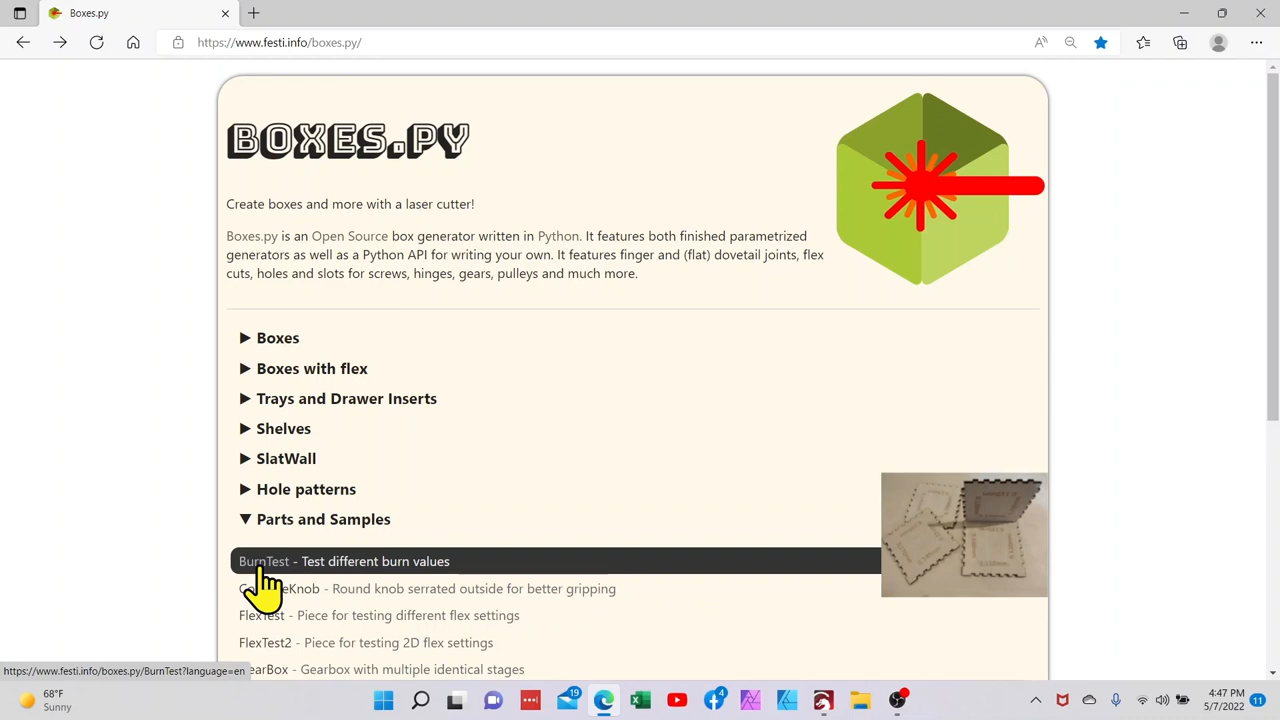 Boxes.py
https://www.festi.info/boxes.py/
BOXES.PY
Create boxes and more with a laser cutter!
Boxes.py is an Open Source box generator written in Python. It features both finished parametrized
generators as well as a Python API for writing your own. It features finger and (flat) dovetail joints, flex
cuts, holes and slots for screws, hinges, gears, pulleys and much more.
Boxes
Boxes with flex
Trays and Drawer Inserts
Shelves
SlatWall
Hole patterns
Parts and Samples
BurnTest - Test different burn values
Knob - Round knob serrated outside for better gripping
FlexTest - Piece for testing different flex settings
FlexTest2 - Piece for testing 2D flex settings
https://www.festi.info/boxes.py/BurnTest?language=en
earBox - Gearbox with multiple identical stages
68°F
Sunny
19
4
4:47 PM
5/7/2022
11